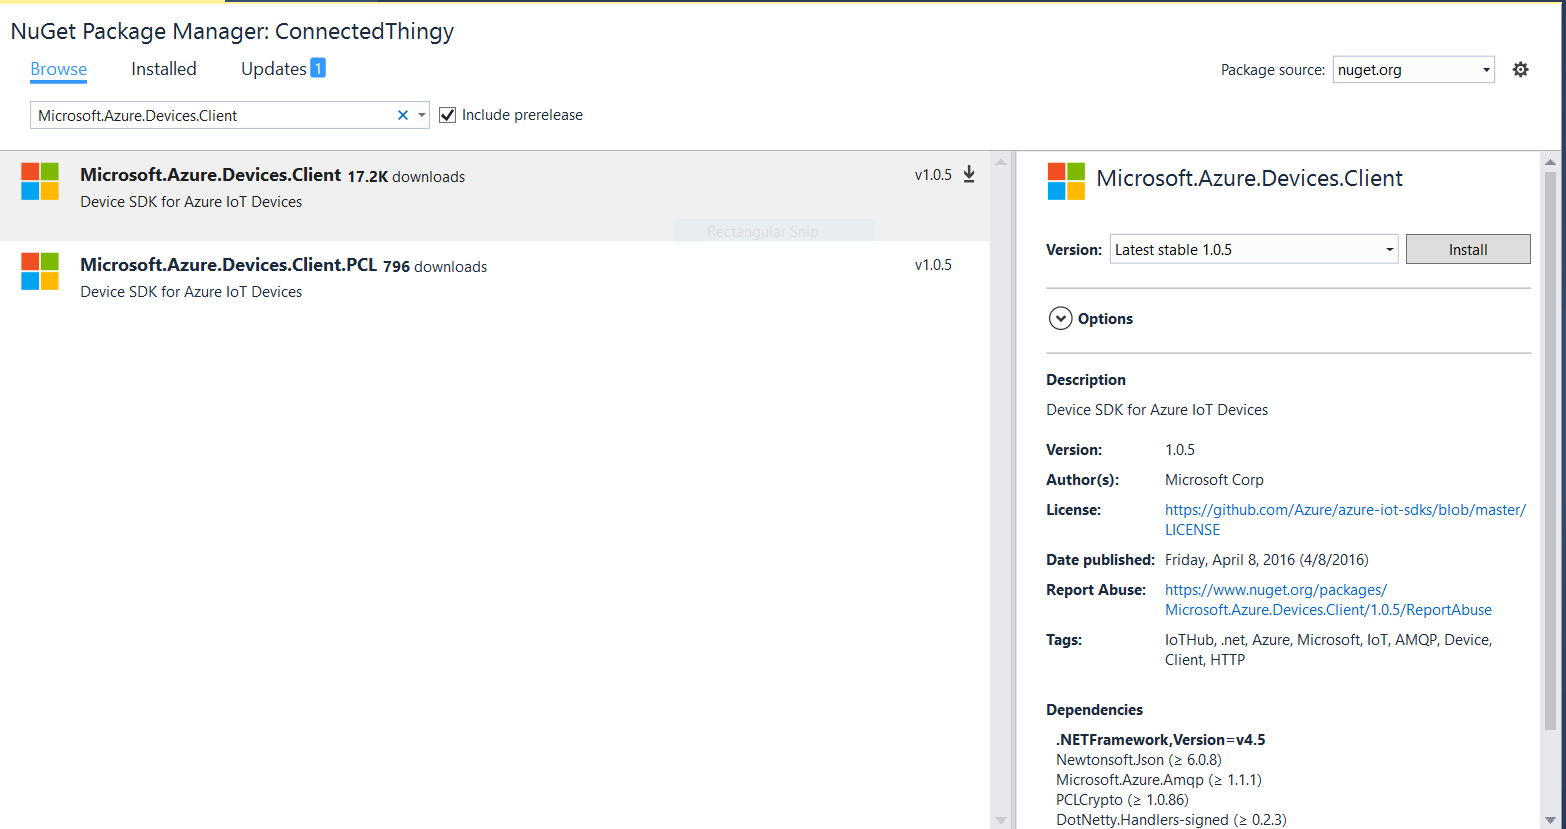 NuGet Package Manager: ConnectedThingy
Browse Installed Updates 1
Package source: nuget.org
Microsoft.Azure.Devices.Client
Include prerelease
Microsoft.Azure.Devices.Client 17.2K downloads v1.0.5
Device SDK for Azure IoT Devices
Rectangular Snip
Microsoft.Azure.Devices.Client.PCL 796 downloads v1.0.5
Device SDK for Azure IoT Devices
Microsoft.Azure.Devices.Client
Version: Latest stable 1.0.5 Install
Options
Description
Device SDK for Azure IoT Devices
Version: 1.0.5
Author(s): Microsoft Corp
License: https://github.com/Azure/azure-iot-sdks/blob/master/
LICENSE
Date published: Friday, April 8, 2016 (4/8/2016)
Report Abuse: https://www.nuget.org/packages/
Microsoft.Azure.Devices.Client/1.0.5/ReportAbuse
Tags: IoTHub, .net, Azure, Microsoft, IoT, AMQP, Device,
Client, HTTP
Dependencies
.NETFramework,Version=v4.5
Newtonsoft.Json (≥ 6.0.8)
Microsoft.Azure.Amqp (≥ 1.1.1)
PCLCrypto (≥ 1.0.86)
DotNetty.Handlers-signed (≥ 0.2.3)